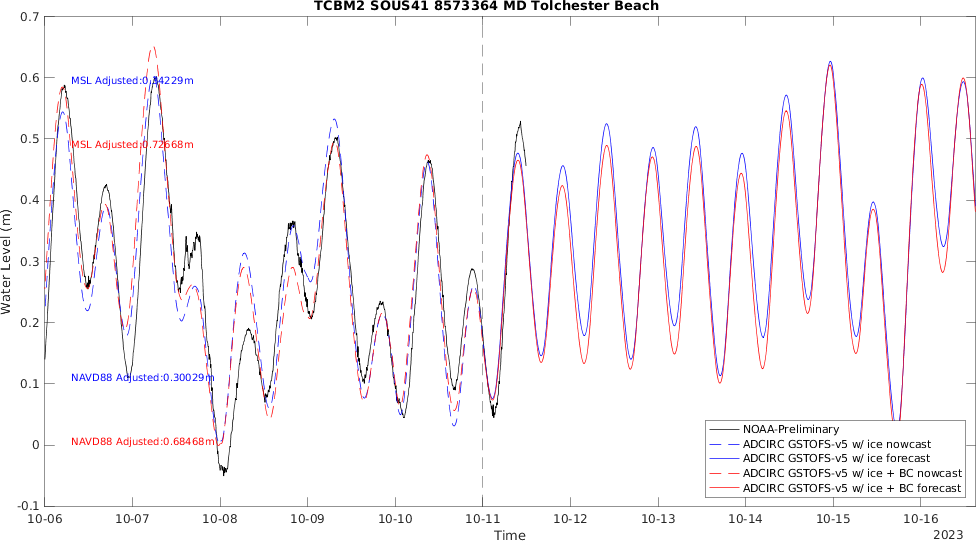 TCBM2 SOUS41 8573364 MD Tolchester Beach
Water Level (m)
0.7
0.6
0.5
0.4
0.3
0.2
0.1
0
-0.1
MSL Adjusted:0.34229m
MSL Adjusted:0.72668m
NAVD88 Adjusted:0.30029m
NAVD88 Adjusted:0.68468m
NOAA-Preliminary
ADCIRC GSTOFS-v5 w/ ice nowcast
ADCIRC GSTOFS-v5 w/ ice forecast
ADCIRC GSTOFS-v5 w/ ice + BC nowcast
ADCIRC GSTOFS-v5 w/ ice + BC forecast
10-06 10-07 10-08 10-09 10-10 10-11 10-12 10-13 10-14 10-15 10-16
Time
2023